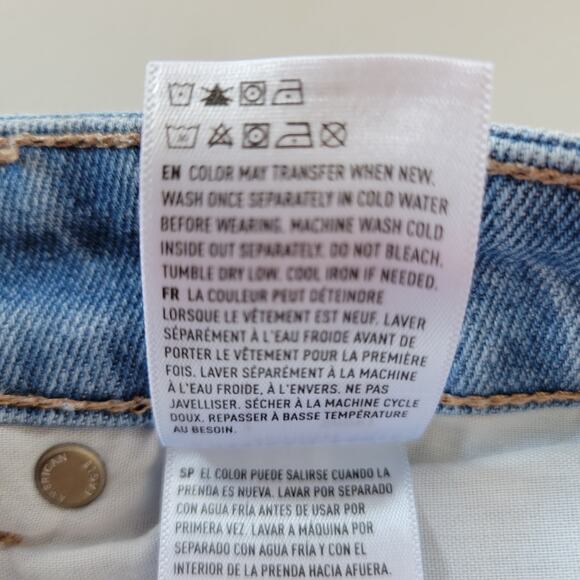 EN COLOR MAY TRANSFER WHEN NEW.
WASH ONCE SEPARATELY IN COLD WATER
BEFORE WEARING. MACHINE WASH COLD
INSIDE OUT SEPARATELY. DO NOT BLEACH.
TUMBLE DRY LOW. COOL IRON IF NEEDED.
FR LA COULEUR PEUT DÉTEINDRE
LORSQUE LE VÊTEMENT EST NEUF. LAVER
SÉPARÉMENT À L'EAU FROIDE AVANT DE
PORTER LE VÊTEMENT POUR LA PREMIÈRE
FOIS. LAVER SÉPARÉMENT À LA MACHINE
À L'EAU FROIDE, À L'ENVERS. NE PAS
JAVELLISER. SÉCHER À LA MACHINE CYCLE
DOUX. REPASSER À BASSE TEMPÉRATURE
AU BESOIN.
SP EL COLOR PUEDE SALIRSE CUANDO LA
PRENDA ES NUEVA. LAVAR POR SEPARADO
CON AGUA FRÍA ANTES DE USAR POR
PRIMERA VEZ. LAVAR A MÁQUINA POR
SEPARADO CON AGUA FRÍA Y CON EL
INTERIOR DE LA PRENDA HACIA AFUERA.
AMERICAN